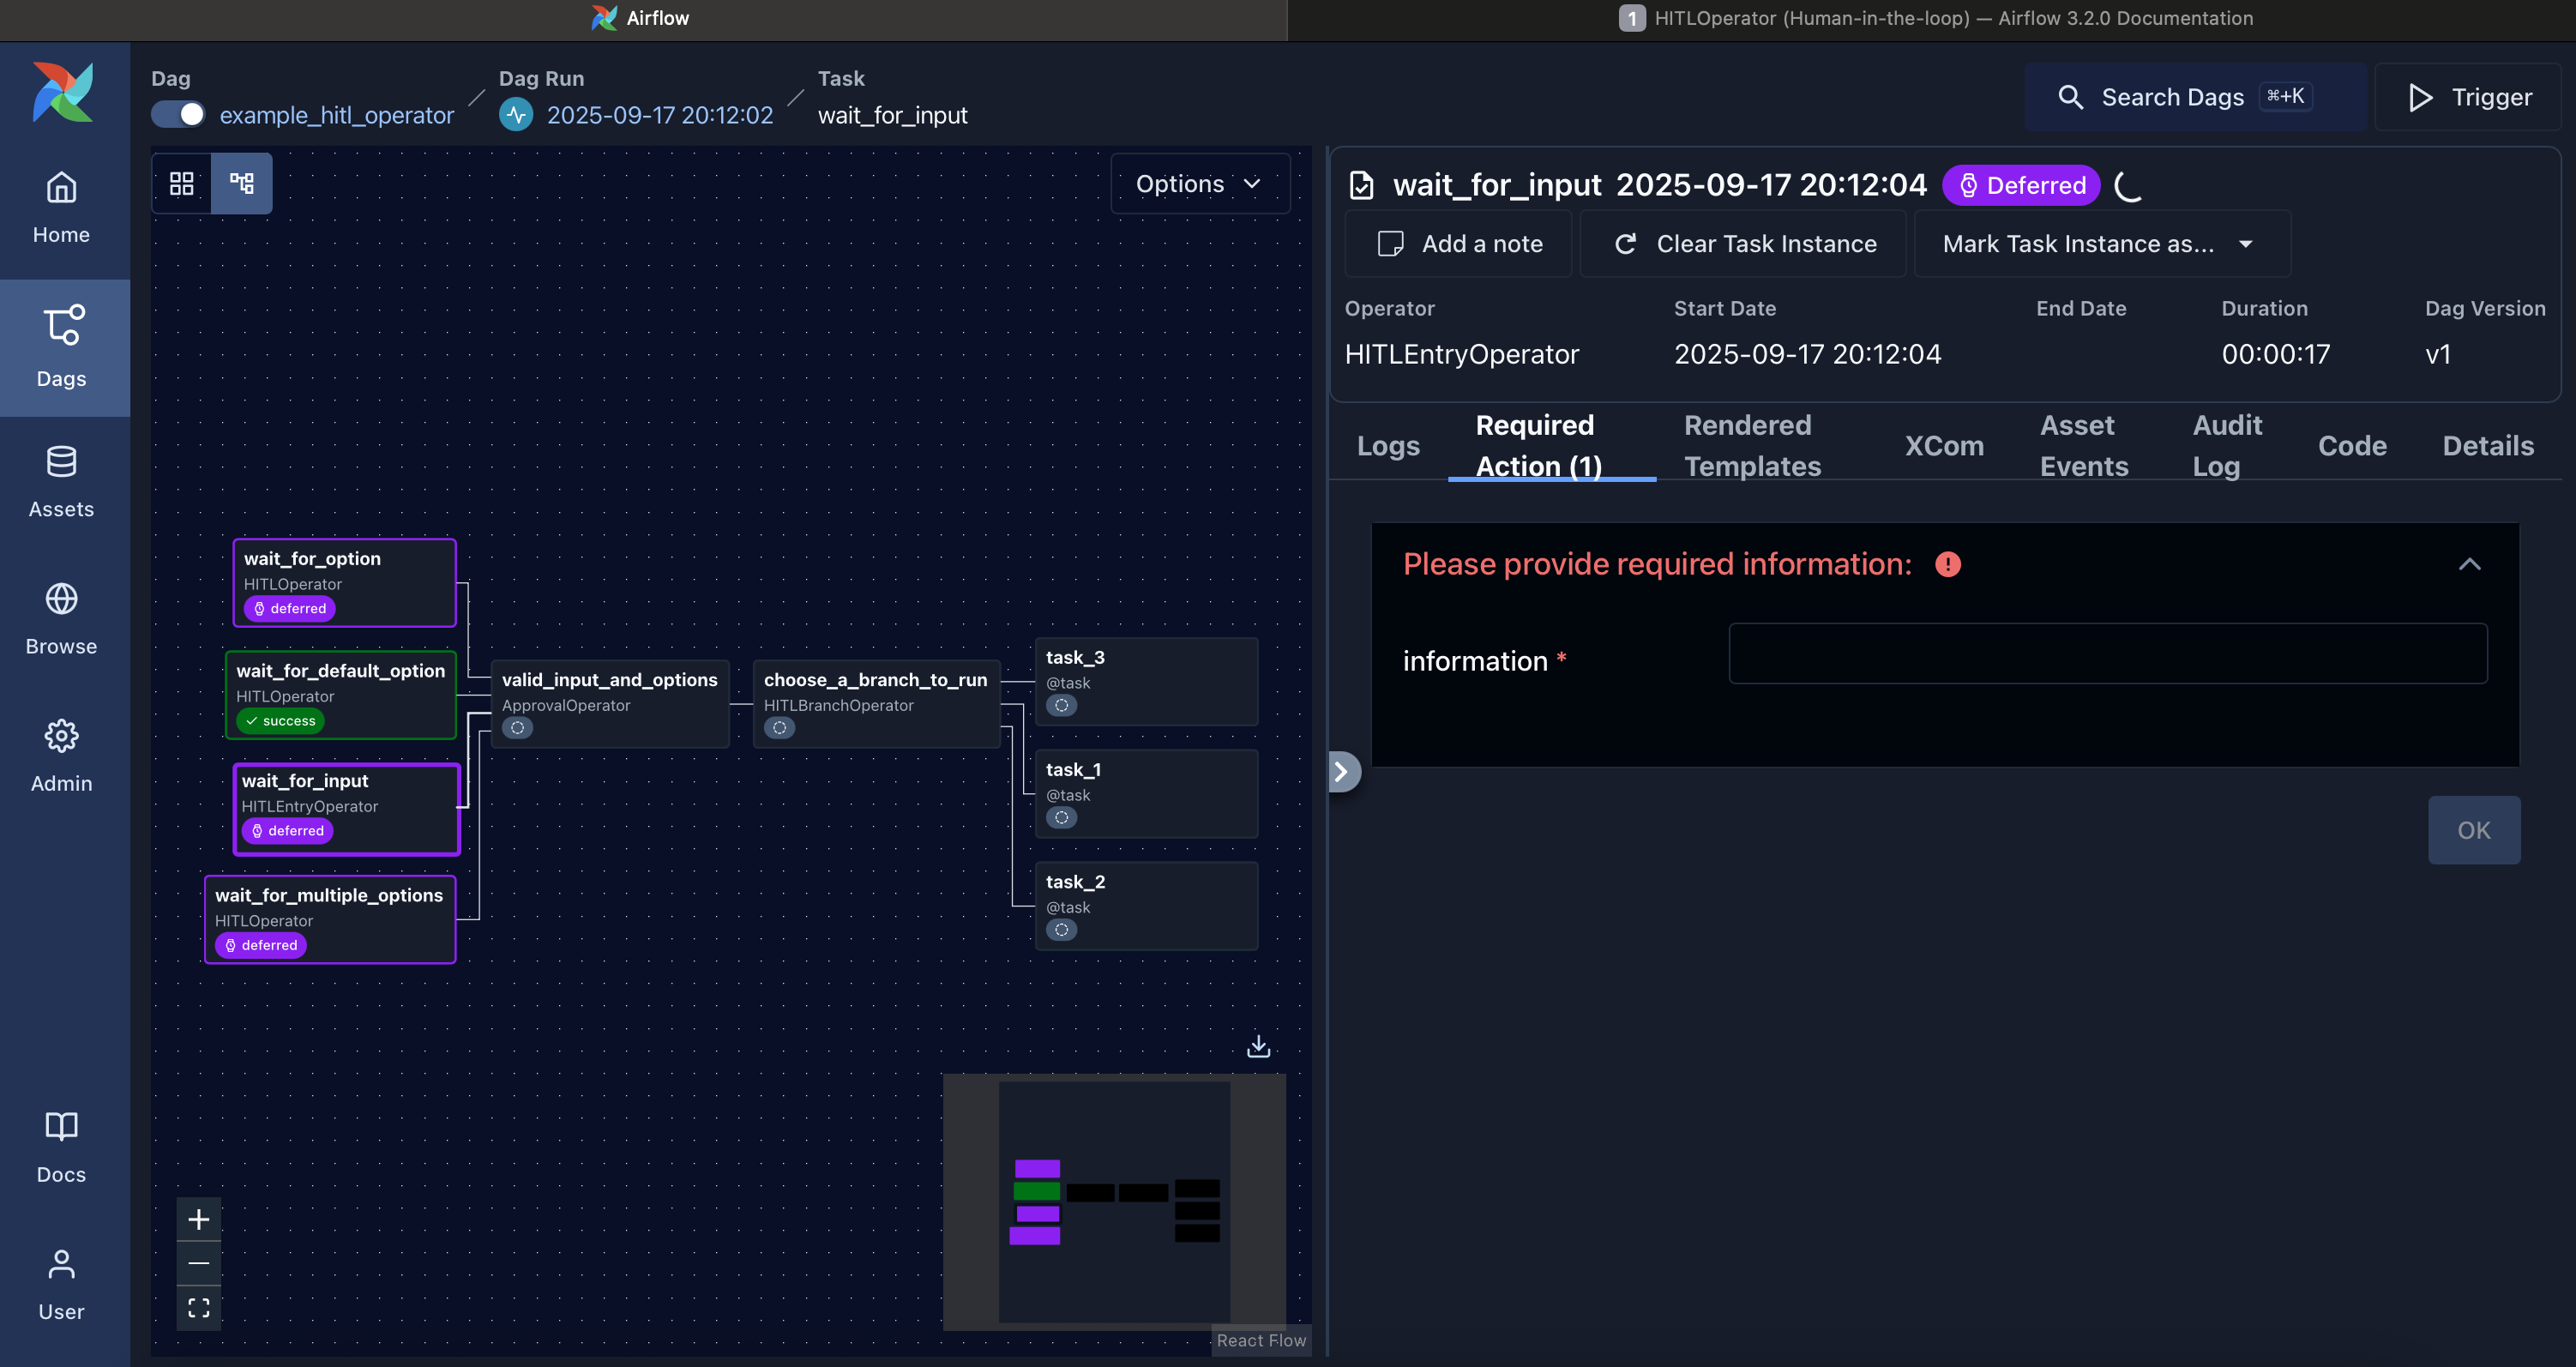 Airflow
1 HITLOperator (Human-in-the-loop) — Airflow 3.2.0 Documentation
Home
Dags
Assets
Browse
Admin
Docs
User
Dag
example_hitl_operator
Dag Run
2025-09-17 20:12:02
Task
wait_for_input
Search Dags ⌘+K
Trigger
Options
wait_for_option
HITLOperator
deferred
wait_for_default_option
HITLOperator
success
wait_for_input
HITLEntryOperator
deferred
wait_for_multiple_options
HITLOperator
deferred
valid_input_and_options
ApprovalOperator
choose_a_branch_to_run
HITLBranchOperator
task_3
@task
task_1
@task
task_2
@task
React Flow
wait_for_input 2025-09-17 20:12:04 Deferred
Add a note
Clear Task Instance
Mark Task Instance as...
Operator
HITLEntryOperator
Start Date
2025-09-17 20:12:04
End Date
Duration
00:00:17
Dag Version
v1
Logs
Required
Action (1)
Rendered
Templates
XCom
Asset
Events
Audit
Log
Code
Details
Please provide required information:
information *
OK